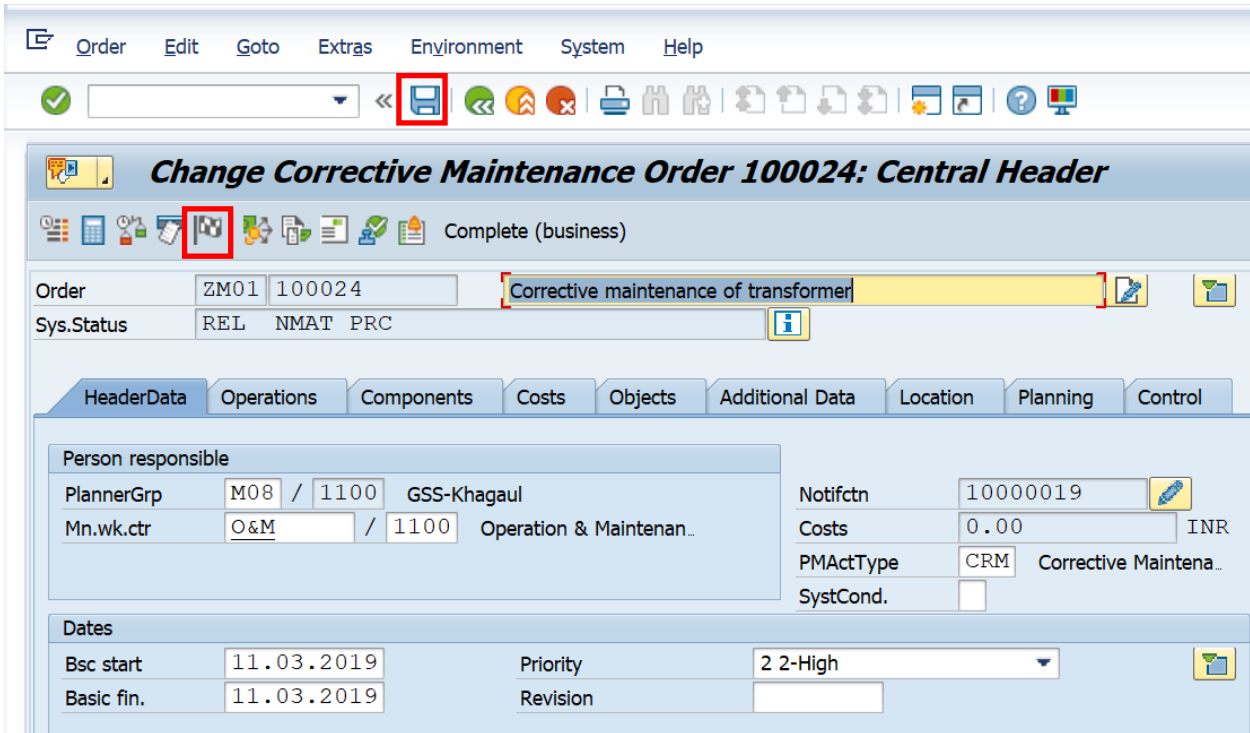 Order Edit Goto Extras Environment System Help
Change Corrective Maintenance Order 100024: Central Header
Complete (business)
Order ZM01 100024 Corrective maintenance of transformer
Sys.Status REL NMAT PRC
HeaderData Operations Components Costs Objects Additional Data Location Planning Control
Person responsible
PlannerGrp M08 / 1100 GSS-Khagaul
Notifctn 10000019
Mn.wk.ctr O&M / 1100 Operation & Maintenan…
Costs 0.00 INR
PMActType CRM Corrective Maintena…
SystCond.
Dates
Bsc start 11.03.2019 Priority 2 2-High
Basic fin. 11.03.2019 Revision